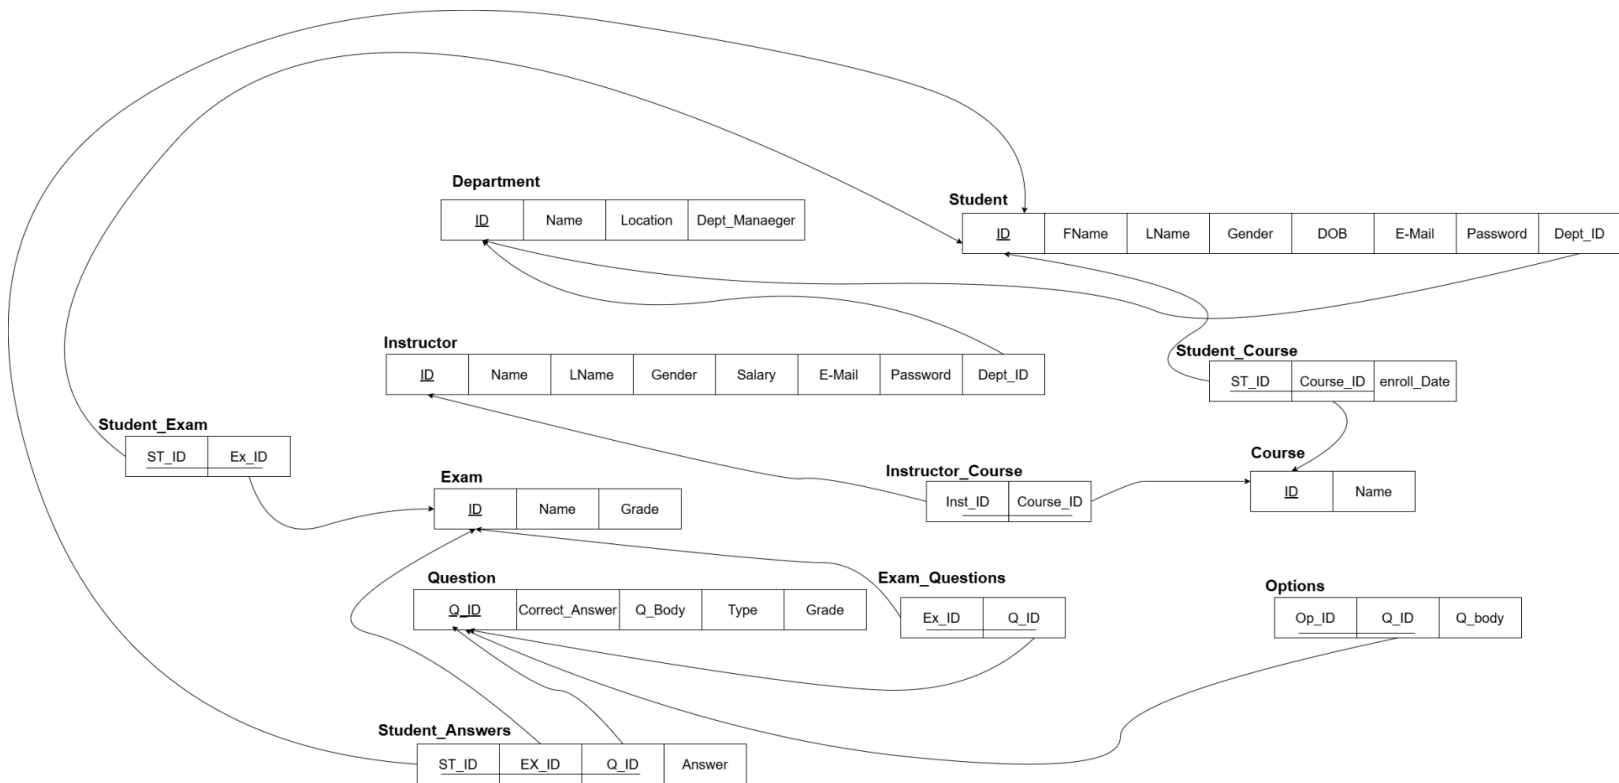 Department
ID Name Location Dept_Manaeger
Student
ID FName LName Gender DOB E-Mail Password Dept_ID
Instructor
ID Name LName Gender Salary E-Mail Password Dept_ID
Student_Course
ST_ID Course_ID enroll_Date
Student_Exam
ST_ID Ex_ID
Exam
ID Name Grade
Instructor_Course
Inst_ID Course_ID
Course
ID Name
Question
Q_ID Correct_Answer Q_Body Type Grade
Exam_Questions
Ex_ID Q_ID
Options
Op_ID Q_ID Q_body
Student_Answers
ST_ID EX_ID Q_ID Answer